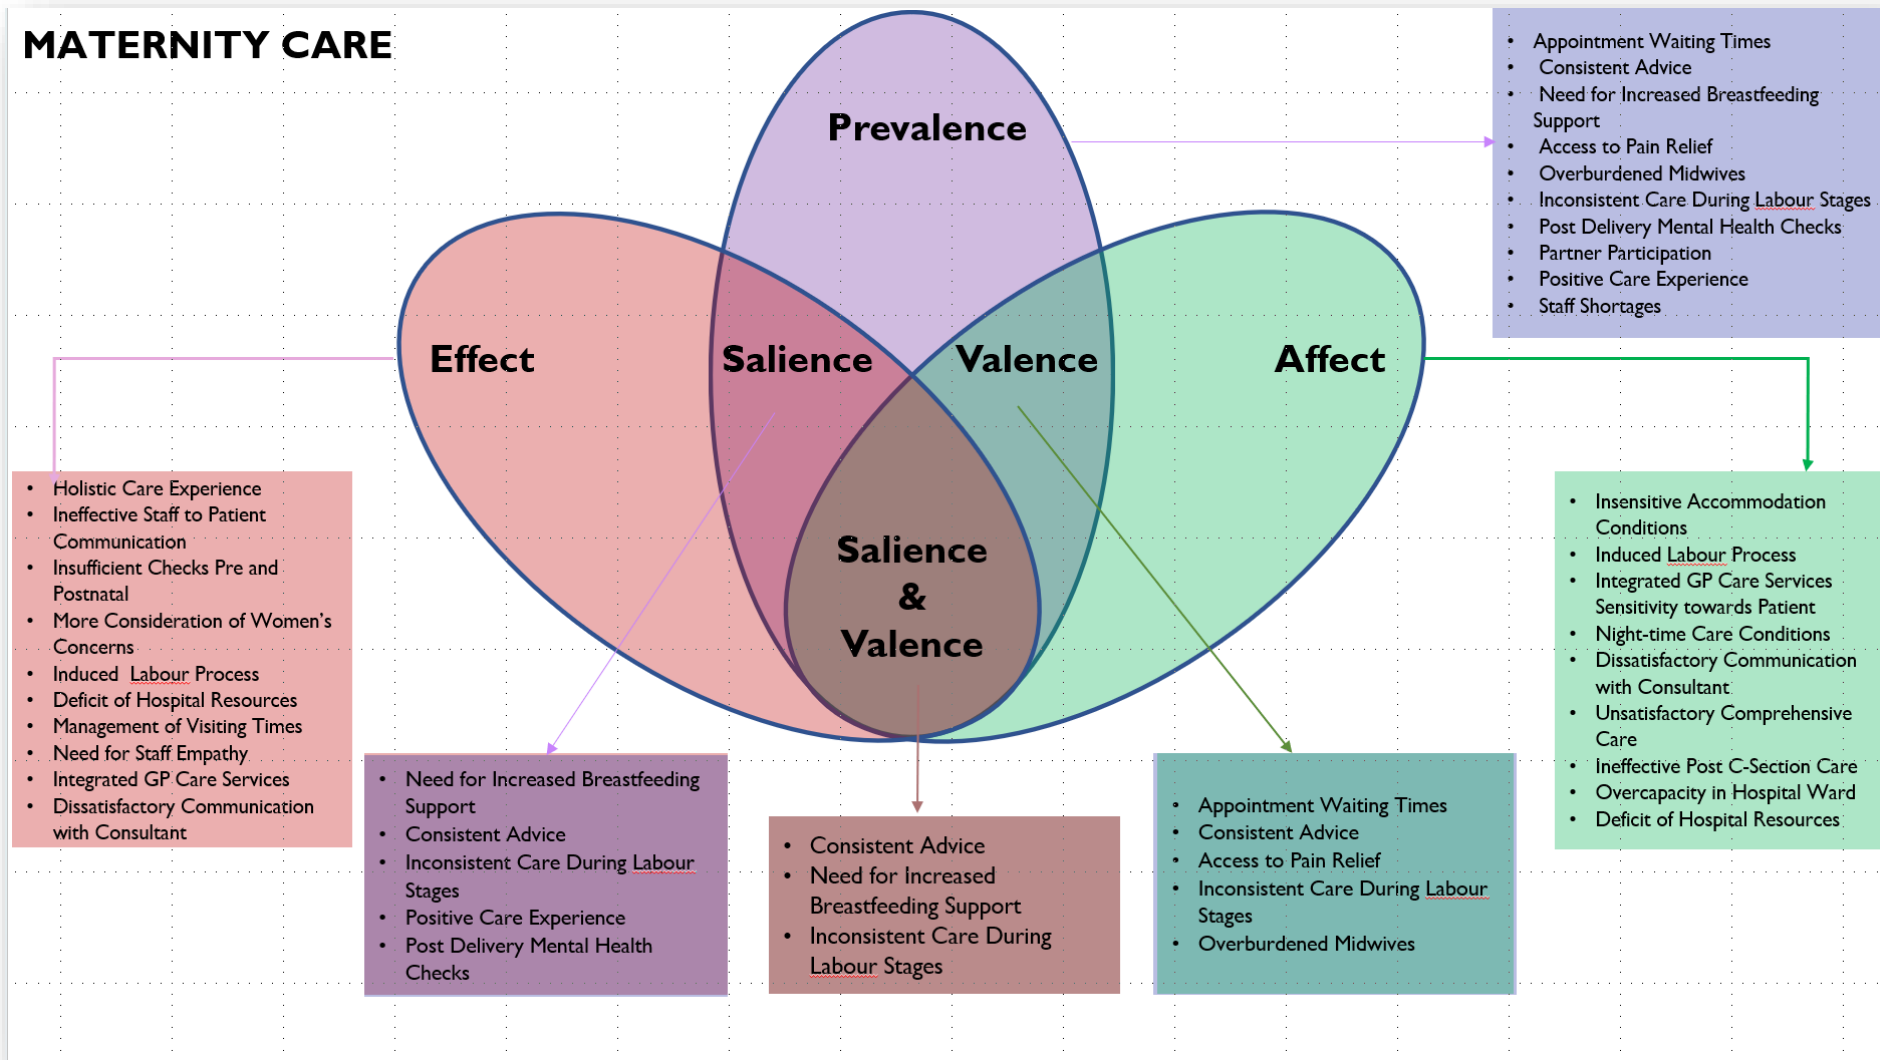 MATERNITY CARE
Prevalence
Effect
Salience
Valence
Affect
Salience
&
Valence
• Appointment Waiting Times
• Consistent Advice
• Need for Increased Breastfeeding
Support
• Access to Pain Relief
• Overburdened Midwives
• Inconsistent Care During Labour Stages
• Post Delivery Mental Health Checks
• Partner Participation
• Positive Care Experience
• Staff Shortages
• Holistic Care Experience
• Ineffective Staff to Patient
Communication
• Insufficient Checks Pre and
Postnatal
• More Consideration of Women’s
Concerns
• Induced Labour Process
• Deficit of Hospital Resources
• Management of Visiting Times
• Need for Staff Empathy
• Integrated GP Care Services
• Dissatisfactory Communication
with Consultant
• Need for Increased Breastfeeding
Support
• Consistent Advice
• Inconsistent Care During Labour
Stages
• Positive Care Experience
• Post Delivery Mental Health
Checks
• Consistent Advice
• Need for Increased
Breastfeeding Support
• Inconsistent Care During
Labour Stages
• Appointment Waiting Times
• Consistent Advice
• Access to Pain Relief
• Inconsistent Care During Labour
Stages
• Overburdened Midwives
• Insensitive Accommodation
Conditions
• Induced Labour Process
• Integrated GP Care Services
Sensitivity towards Patient
• Night-time Care Conditions
• Dissatisfactory Communication
with Consultant
• Unsatisfactory Comprehensive
Care
• Ineffective Post C-Section Care
• Overcapacity in Hospital Ward
• Deficit of Hospital Resources